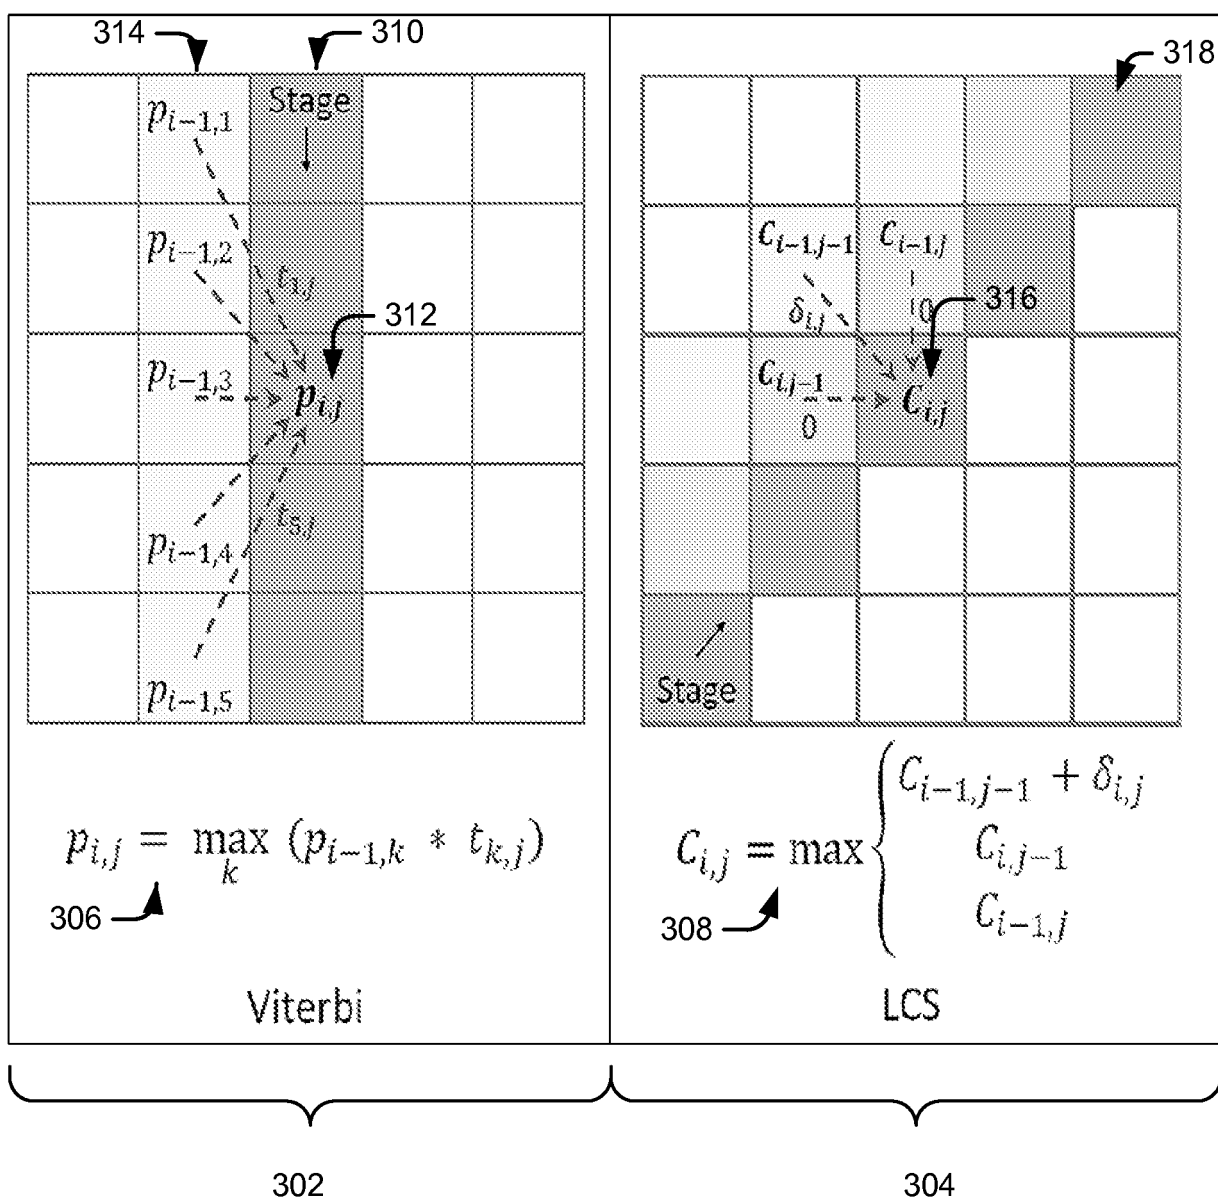 314
310
318
Stage
p_{i-1,1}
p_{i-1,2}
t_{1,j}
312
p_{i-1,3}
p_{i,j}
p_{i-1,4}
t_{5,j}
p_{i-1,5}
C_{i-1,j-1}
C_{i-1,j}
δ_{i,j}
0
316
C_{i,j-1}
0
C_{i,j}
Stage
p_{i,j} = max_k (p_{i-1,k} * t_{k,j})
306
C_{i,j} = max { C_{i-1,j-1} + δ_{i,j}
C_{i,j-1}
C_{i-1,j}
308
Viterbi
LCS
302
304